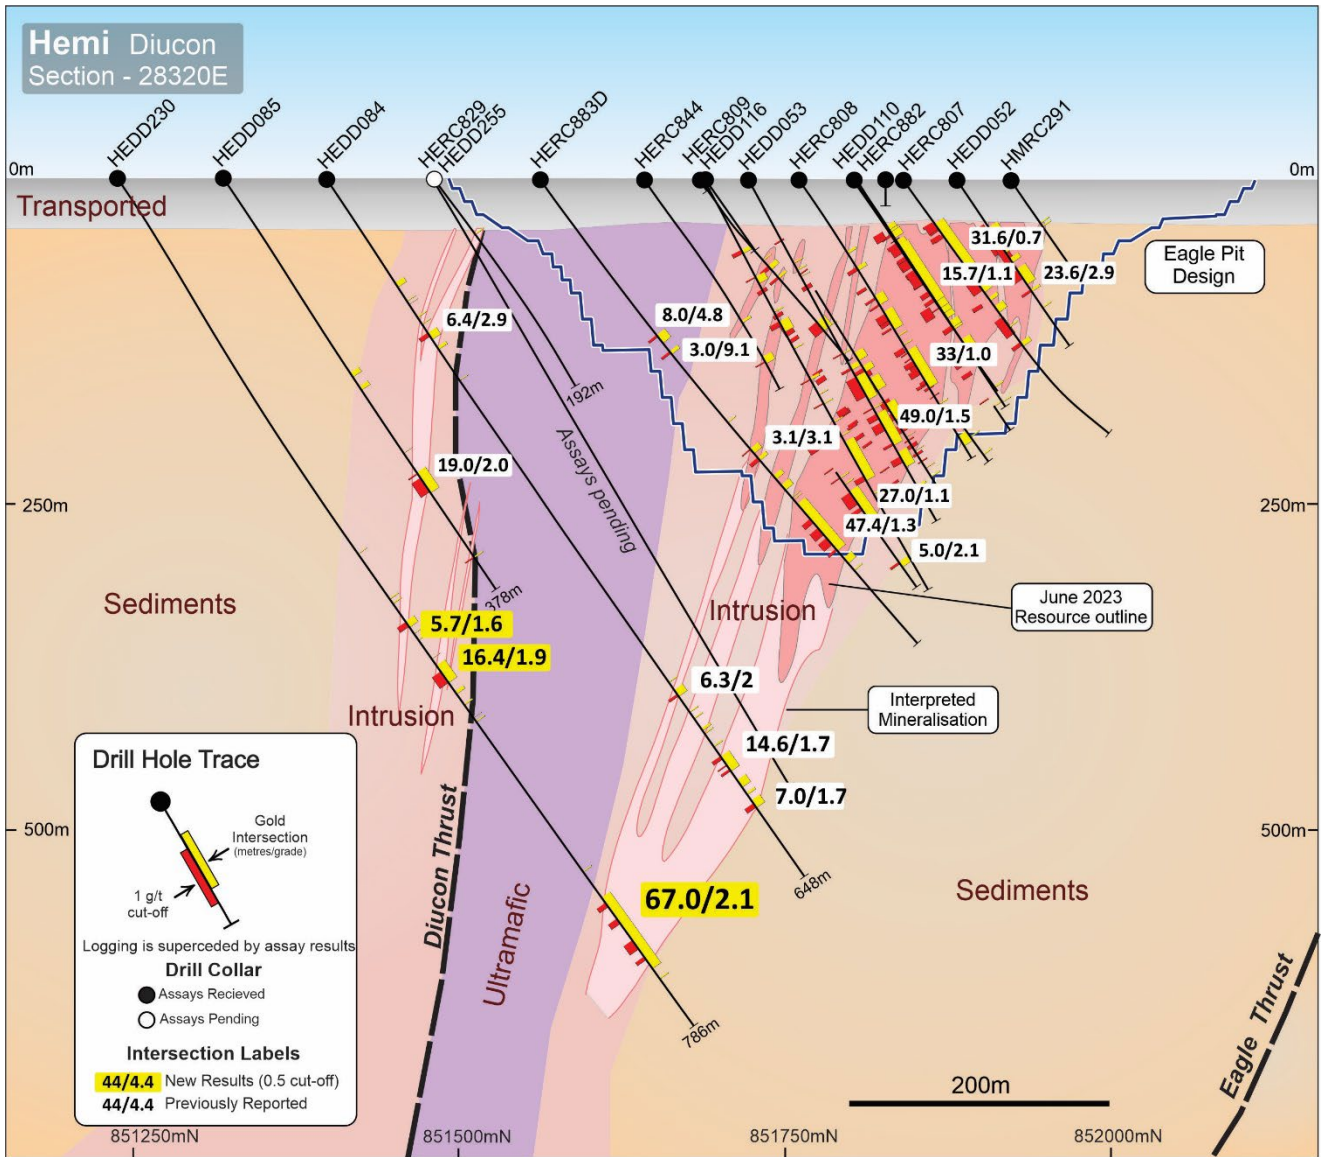 Hemi Diucon
Section - 28320E
HEDD230
HEDD085
HEDD084
HERC829
HEDD255
HERC883D
HERC844
HERC809
HEDD116
HEDD053
HERC808
HEDD110
HERC882
HERC807
HEDD052
HMRC291
0m
0m
Transported
31.6/0.7
15.7/1.1
23.6/2.9
Eagle Pit
Design
6.4/2.9
8.0/4.8
3.0/9.1
33/1.0
192m
Assays pending
49.0/1.5
3.1/3.1
19.0/2.0
250m
27.0/1.1
250m
47.4/1.3
5.0/2.1
378m
Sediments
Intrusion
June 2023
Resource outline
5.7/1.6
16.4/1.9
6.3/2
Intrusion
Interpreted
Mineralisation
14.6/1.7
7.0/1.7
500m
500m
648m
Diucon Thrust
Ultramafic
67.0/2.1
Sediments
786m
Eagle Thrust
Drill Hole Trace
Gold
Intersection
(metres/grade)
1 g/t
cut-off
Logging is superceded by assay results
Drill Collar
Assays Recieved
Assays Pending
Intersection Labels
44/4.4 New Results (0.5 cut-off)
44/4.4 Previously Reported
200m
851250mN
851500mN
851750mN
852000mN